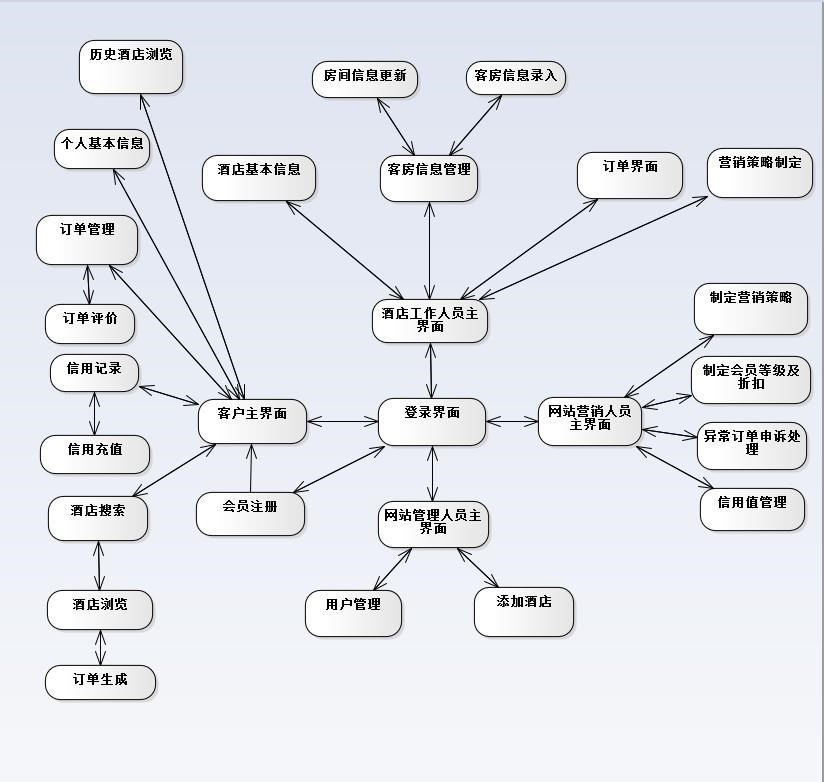 历史酒店浏览
房间信息更新
客房信息录入
个人基本信息
酒店基本信息
客房信息管理
订单界面
营销策略制定
订单管理
订单评价
酒店工作人员主
界面
制定营销策略
信用记录
制定会员等级及
折扣
客户主界面
登录界面
网站营销人员
主界面
信用充值
异常订单申诉处
理
酒店搜索
会员注册
网站管理人员主
界面
信用值管理
酒店浏览
用户管理
添加酒店
订单生成